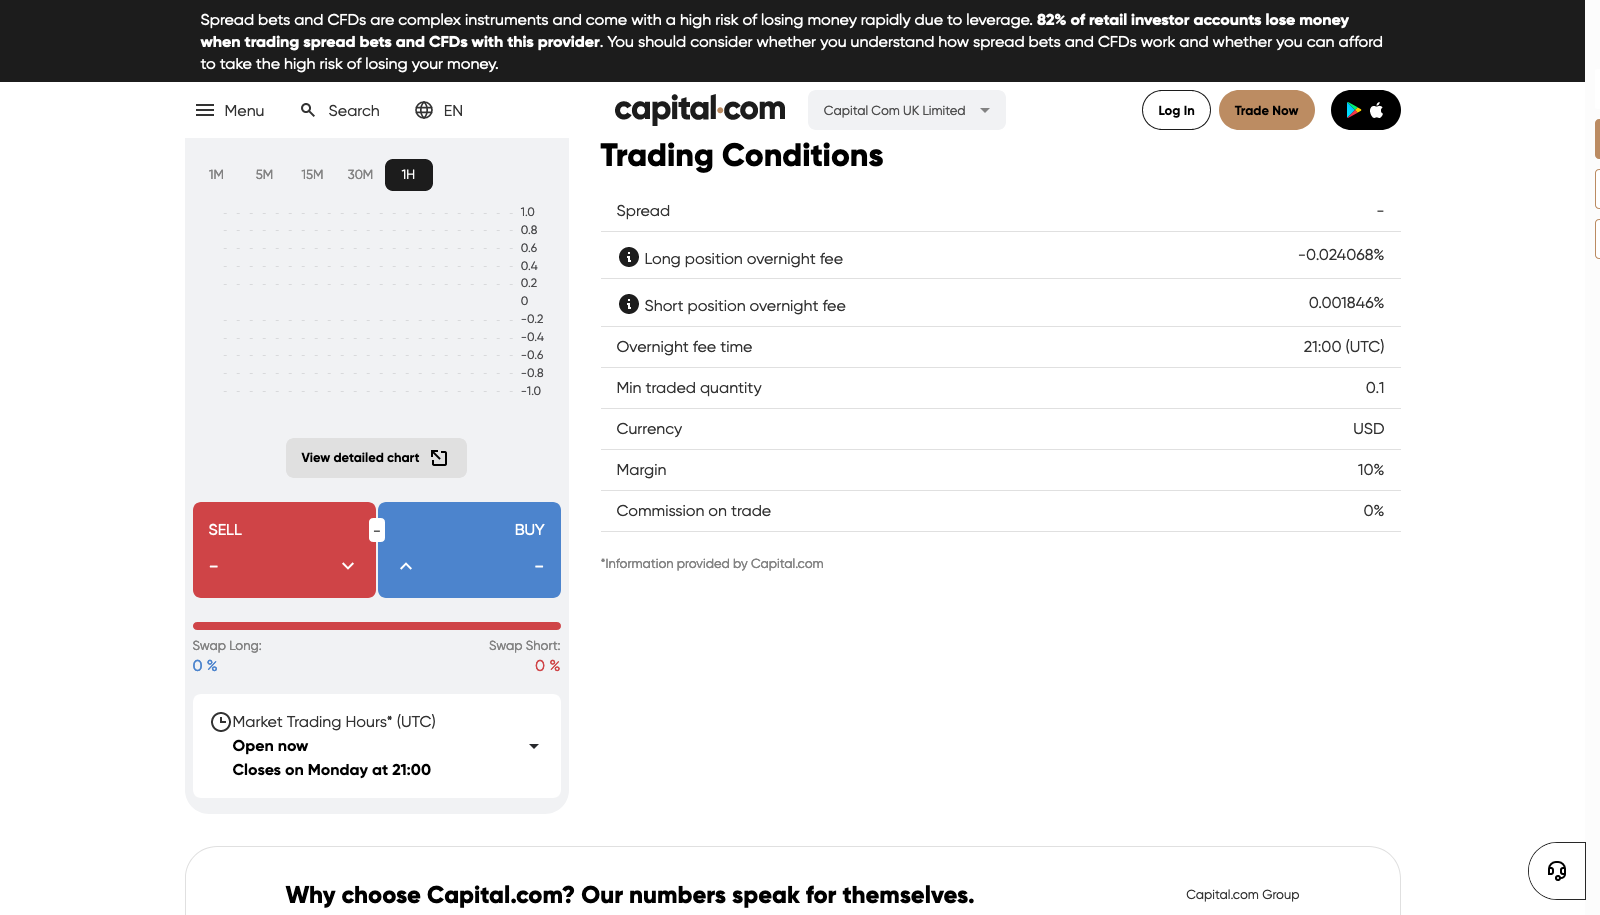 Spread bets and CFDs are complex instruments and come with a high risk of losing money rapidly due to leverage. 82% of retail investor accounts lose money
when trading spread bets and CFDs with this provider. You should consider whether you understand how spread bets and CFDs work and whether you can afford
to take the high risk of losing your money.
Menu Search EN capital.com Capital Com UK Limited Log In Trade Now
1M 5M 15M 30M 1H
1.0
0.8
0.6
0.4
0.2
0
-0.2
-0.4
-0.6
-0.8
-1.0
View detailed chart
SELL - BUY
- -
Swap Long: Swap Short:
0 % 0 %
Market Trading Hours* (UTC)
Open now
Closes on Monday at 21:00
Trading Conditions
Spread -
Long position overnight fee -0.024068%
Short position overnight fee 0.001846%
Overnight fee time 21:00 (UTC)
Min traded quantity 0.1
Currency USD
Margin 10%
Commission on trade 0%
*Information provided by Capital.com
Why choose Capital.com? Our numbers speak for themselves.
Capital.com Group